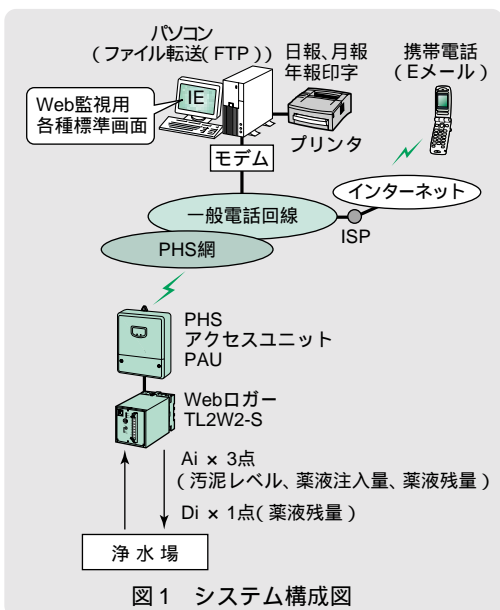 パソコン
(ファイル転送(FTP))
日報、月報
年報印字
携帯電話
(Eメール)
IE
Web監視用
各種標準画面
プリンタ
モデム
インターネット
一般電話回線
ISP
PHS網
PHS
アクセスユニット
PAU
Webロガー
TL2W2-S
Ai × 3点
(汚泥レベル、薬液注入量、薬液残量)
Di × 1点(薬液残量)
浄水場
図1 システム構成図